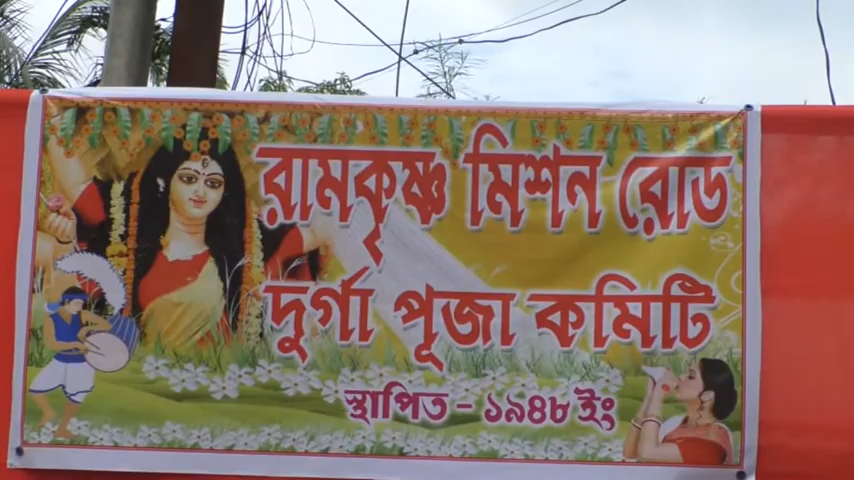 রামকৃষ্ণ মিশন রোড
দুর্গা পূজা কমিটি
স্থাপিত - ১৯৪৮ ইং